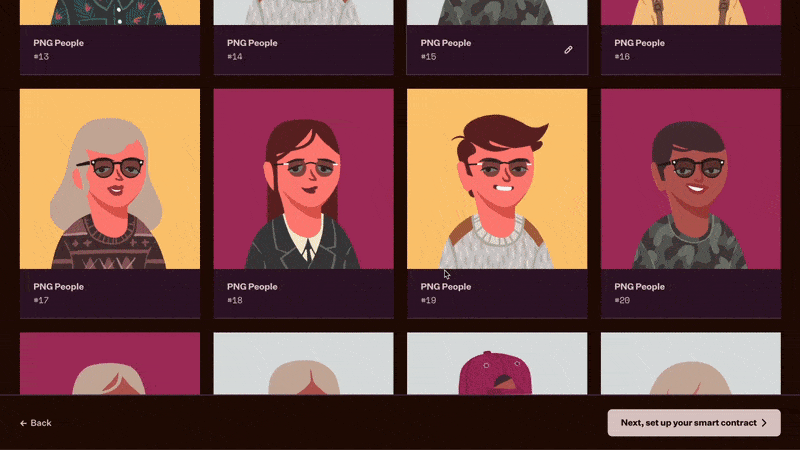 PNG People
#13
PNG People
#14
PNG People
#15
PNG People
#16
PNG People
#17
PNG People
#18
PNG People
#19
PNG People
#20
← Back
Next, set up your smart contract >